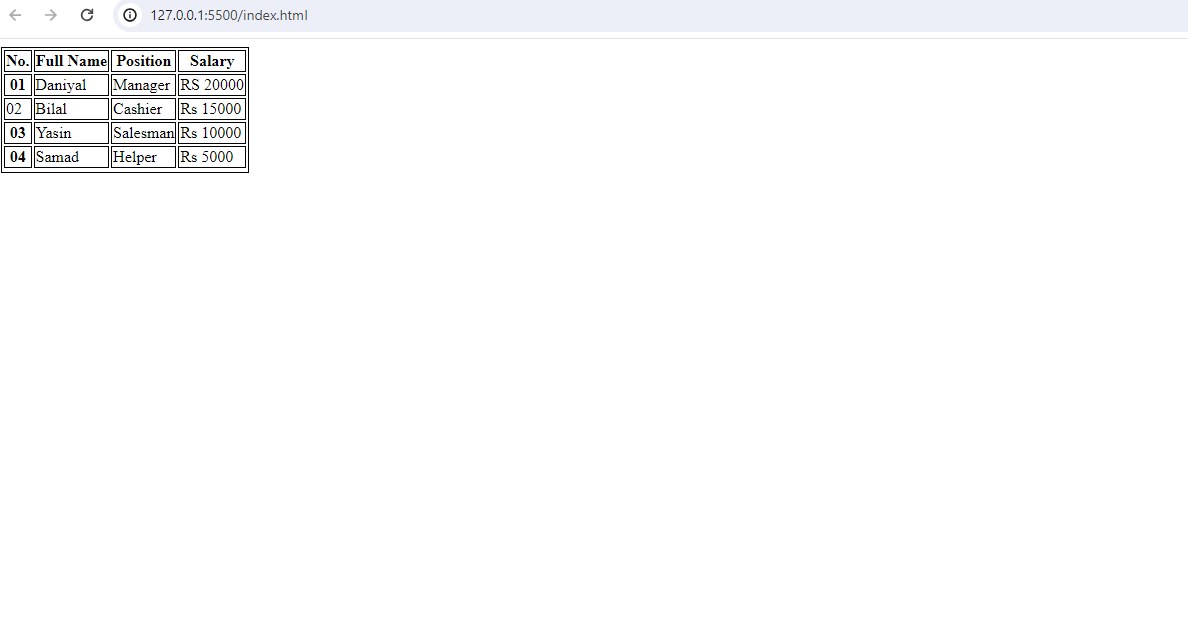 127.0.0.1:5500/index.html
No. Full Name Position Salary
01 Daniyal Manager RS 20000
02 Bilal Cashier Rs 15000
03 Yasin Salesman Rs 10000
04 Samad Helper Rs 5000